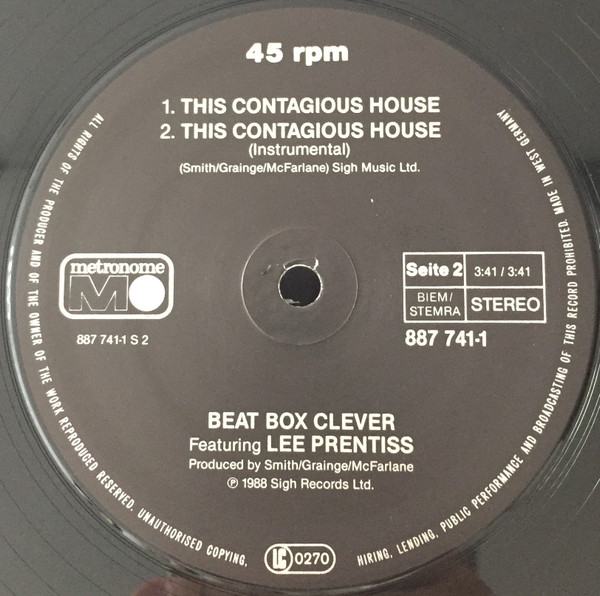 45 rpm
1. THIS CONTAGIOUS HOUSE
2. THIS CONTAGIOUS HOUSE
(Instrumental)
(Smith/Grainge/McFarlane) Sigh Music Ltd.
metronome
M
887 741-1 S 2
Seite 2
3:41 / 3:41
BIEM/
STEMRA
STEREO
887 741-1
BEAT BOX CLEVER
Featuring LEE PRENTISS
Produced by Smith/Grainge/McFarlane
℗ 1988 Sigh Records Ltd.
ALL RIGHTS OF THE PRODUCER AND OF THE OWNER OF THE WORK REPRODUCED RESERVED. UNAUTHORISED COPYING, HIRING, LENDING, PUBLIC PERFORMANCE AND BROADCASTING OF THIS RECORD PROHIBITED. MADE IN WEST GERMANY
LC 0270